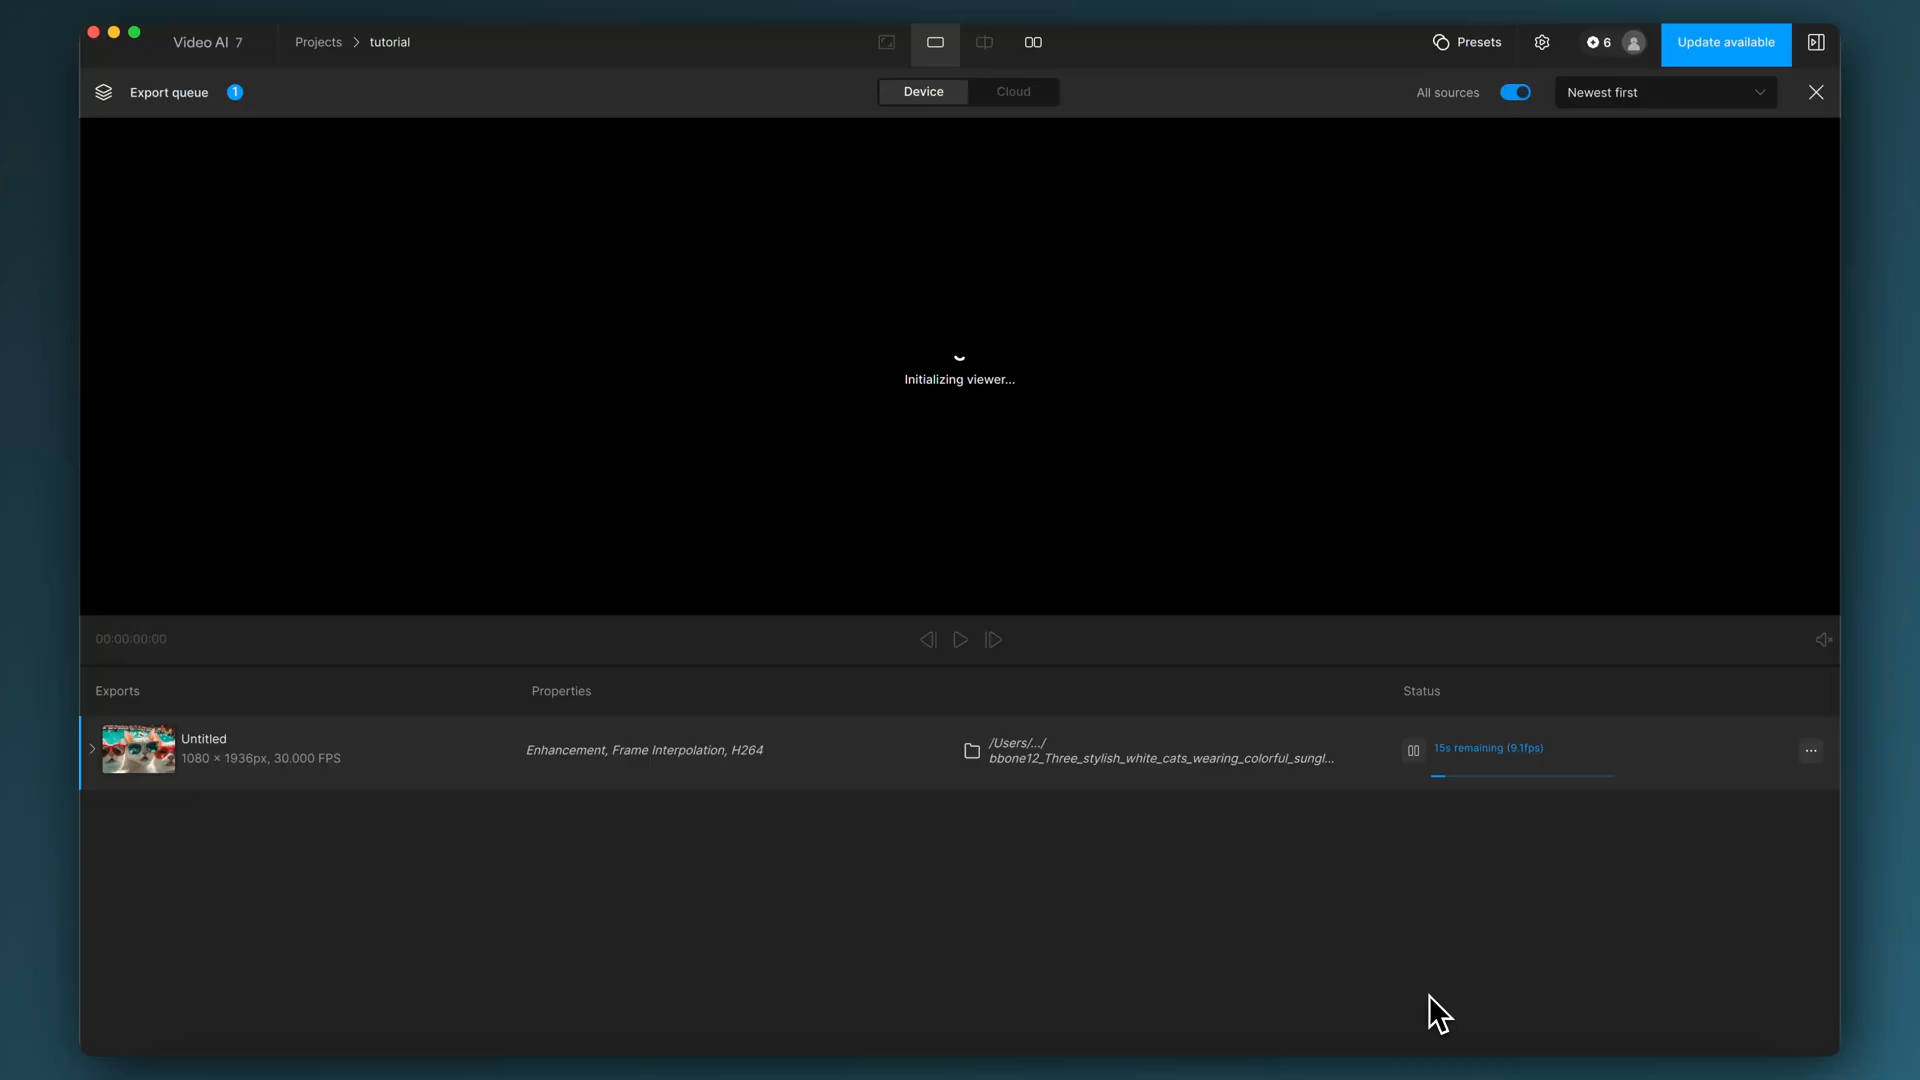 Video AI 7
Projects > tutorial
Presets
6
Update available
Export queue 1
Device
Cloud
All sources
Newest first
Initializing viewer...
00:00:00:00
Exports
Properties
Status
Untitled
1080 × 1936px, 30.000 FPS
Enhancement, Frame Interpolation, H264
/Users/.../
bbone12_Three_stylish_white_cats_wearing_colorful_sungl...
15s remaining (9.1fps)